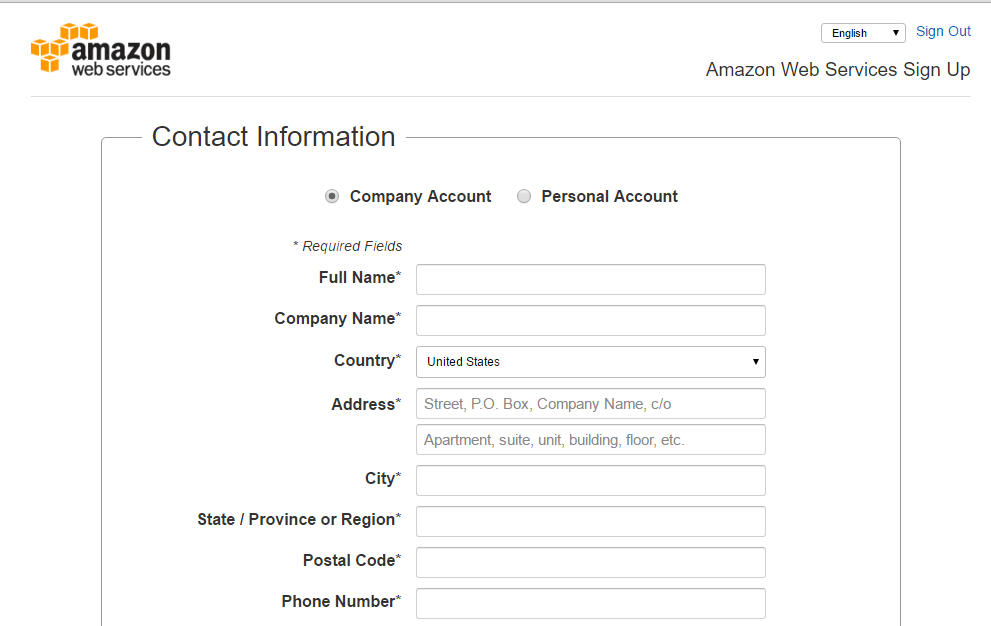 amazon
web services
English
Sign Out
Amazon Web Services Sign Up
Contact Information
Company Account
Personal Account
* Required Fields
Full Name*
Company Name*
Country*
United States
Address*
Street, P.O. Box, Company Name, c/o
Apartment, suite, unit, building, floor, etc.
City*
State / Province or Region*
Postal Code*
Phone Number*